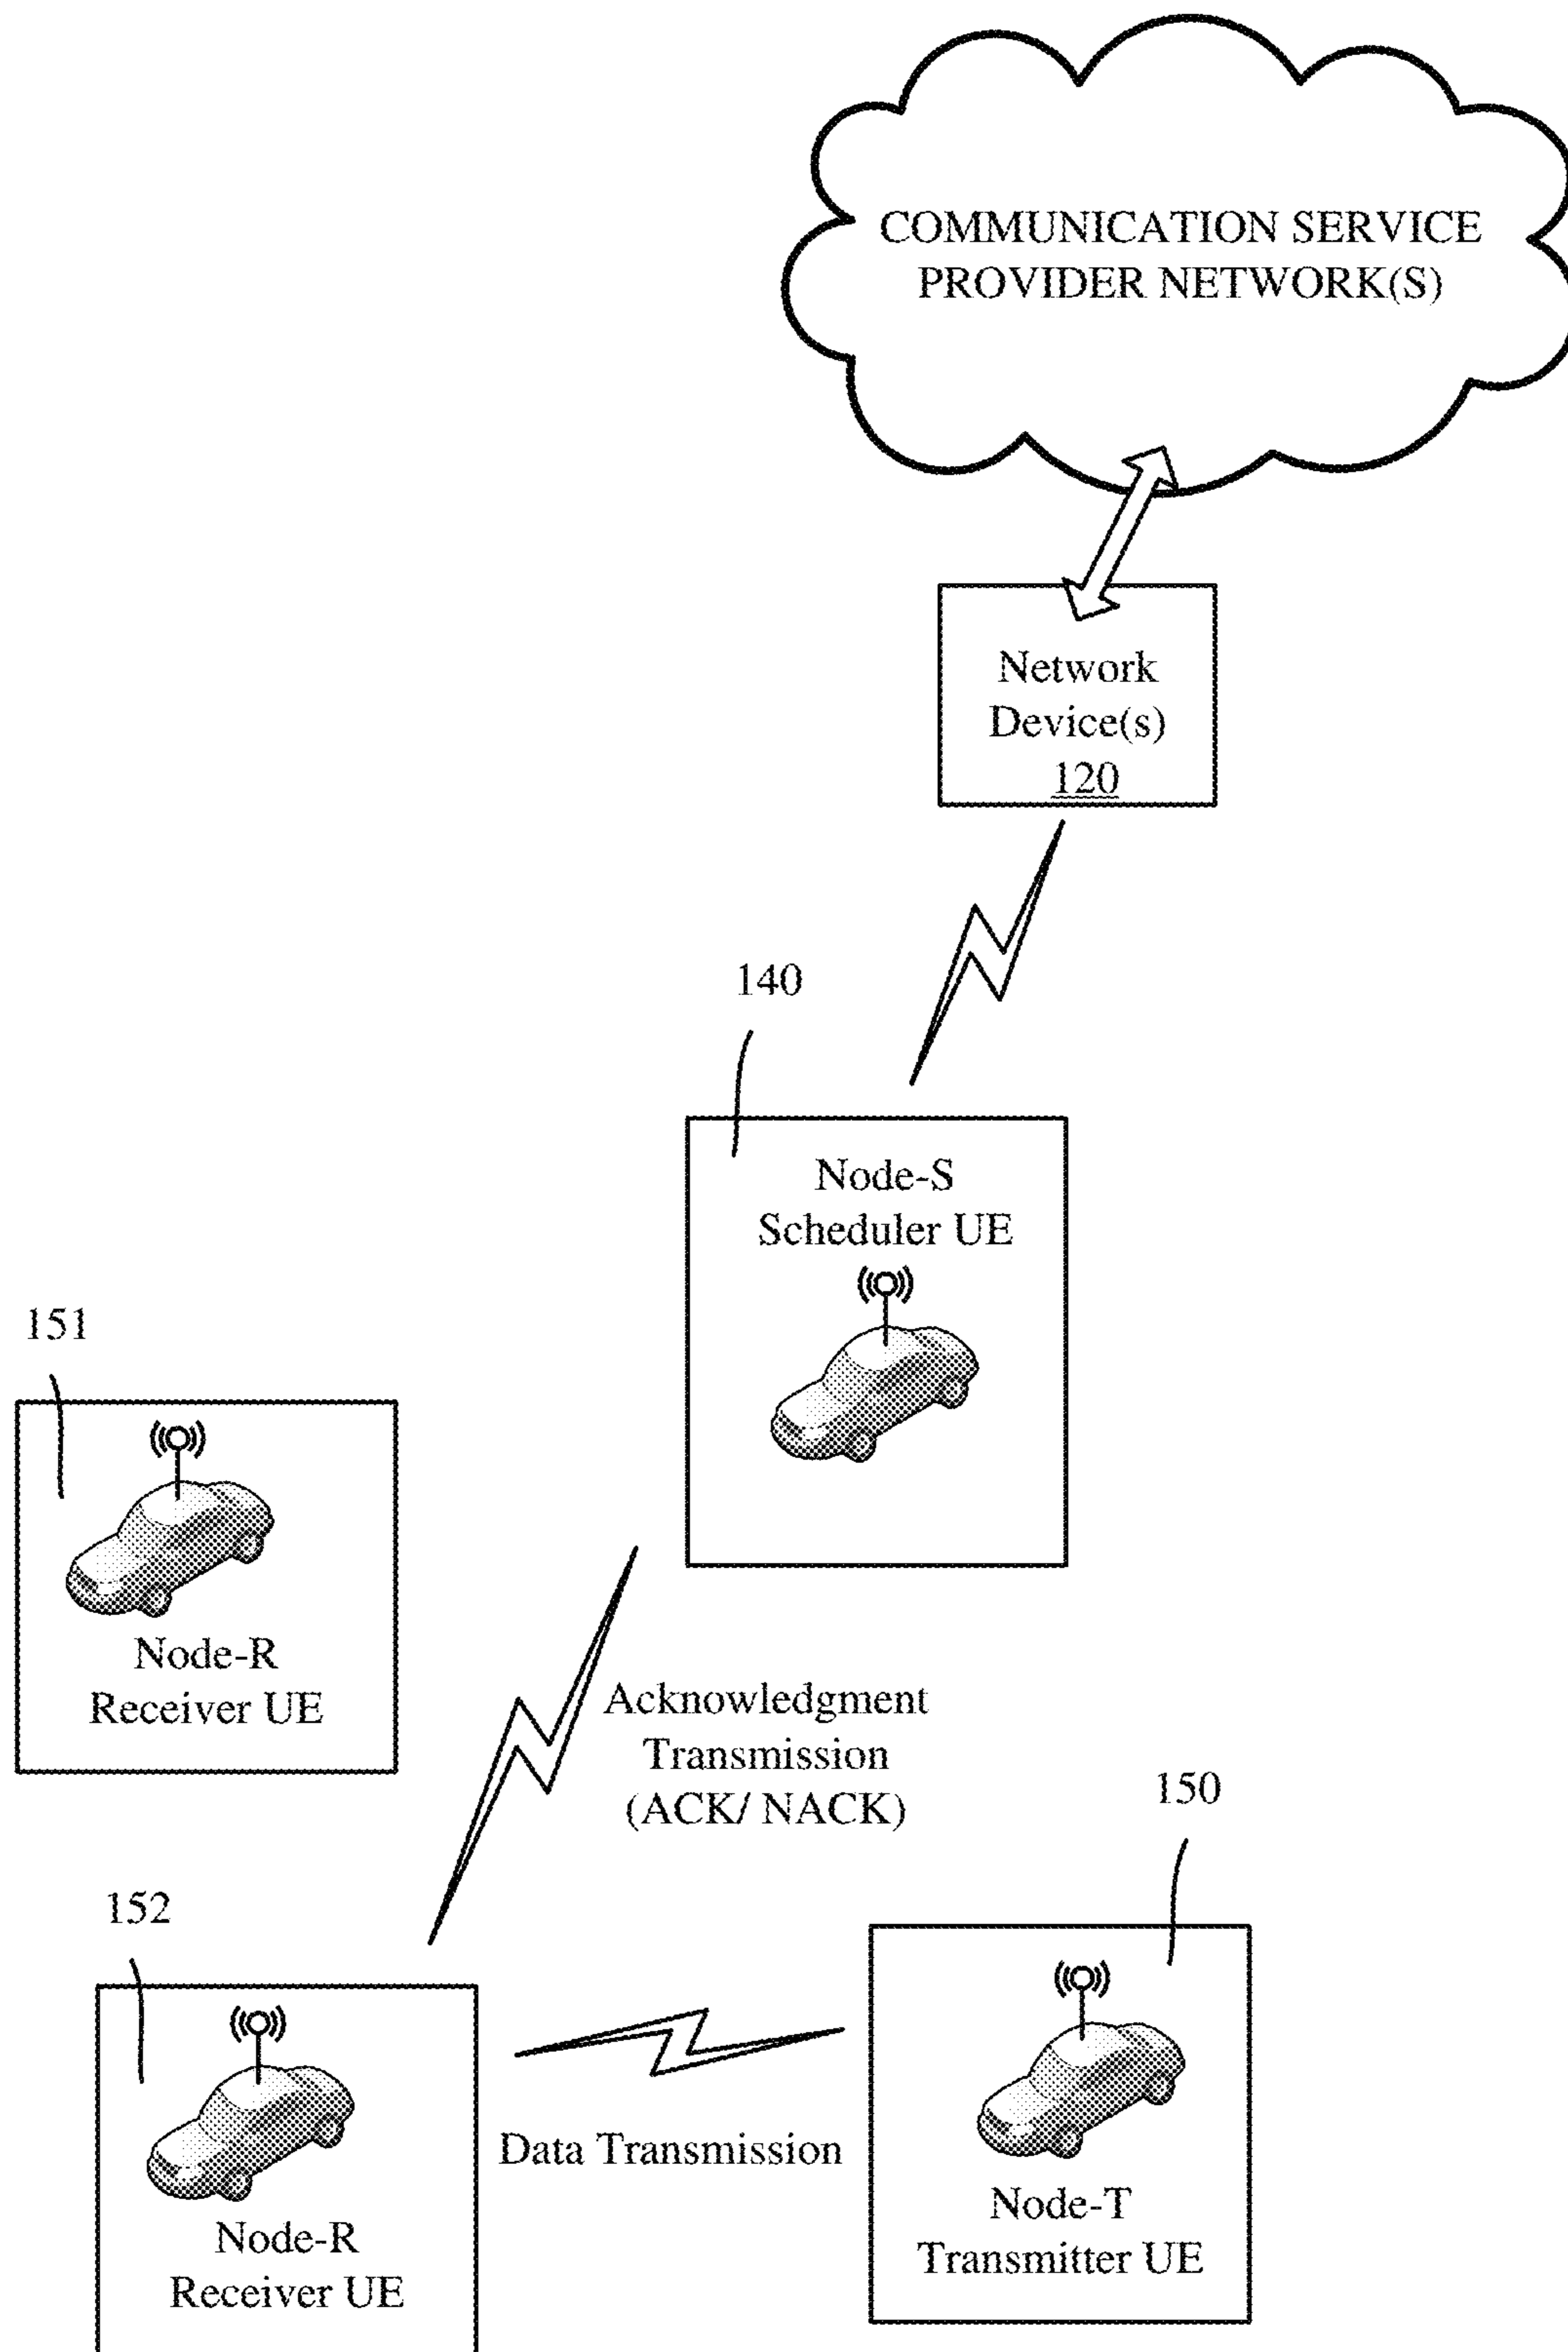 COMMUNICATION SERVICE
PROVIDER NETWORK(S)
Network
Device(s)
120
140
Node-S
Scheduler UE
151
Node-R
Receiver UE
Acknowledgment
Transmission
(ACK/ NACK)
150
152
Data Transmission
Node-T
Transmitter UE
Node-R
Receiver UE